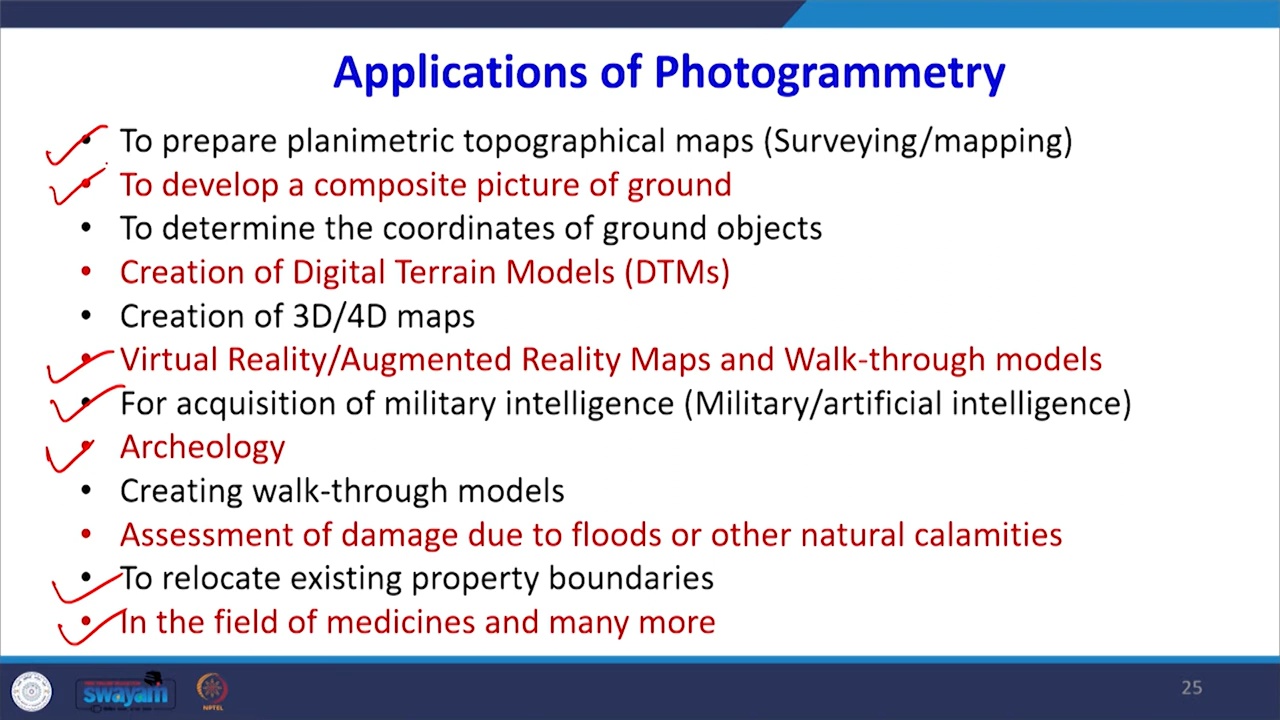 Applications of Photogrammetry
• To prepare planimetric topographical maps (Surveying/mapping)
• To develop a composite picture of ground
• To determine the coordinates of ground objects
• Creation of Digital Terrain Models (DTMs)
• Creation of 3D/4D maps
• Virtual Reality/Augmented Reality Maps and Walk-through models
• For acquisition of military intelligence (Military/artificial intelligence)
• Archeology
• Creating walk-through models
• Assessment of damage due to floods or other natural calamities
• To relocate existing property boundaries
• In the field of medicines and many more
swayam
NPTEL
25